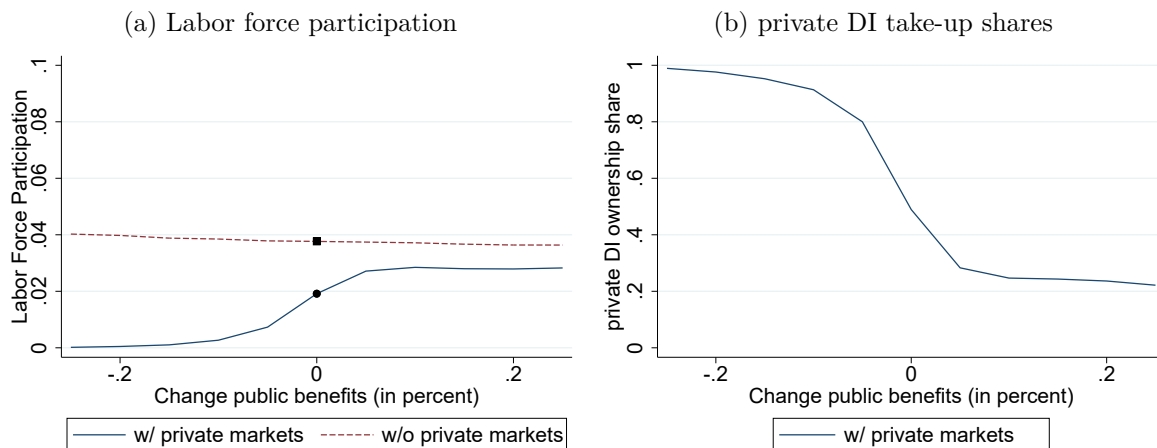 (a) Labor force participation
Labor Force Participation
.1
.08
.06
.04
.02
0
-.2
0
.2
Change public benefits (in percent)
w/ private markets
w/o private markets
(b) private DI take-up shares
private DI ownership share
1
.8
.6
.4
.2
0
-.2
0
.2
Change public benefits (in percent)
w/ private markets